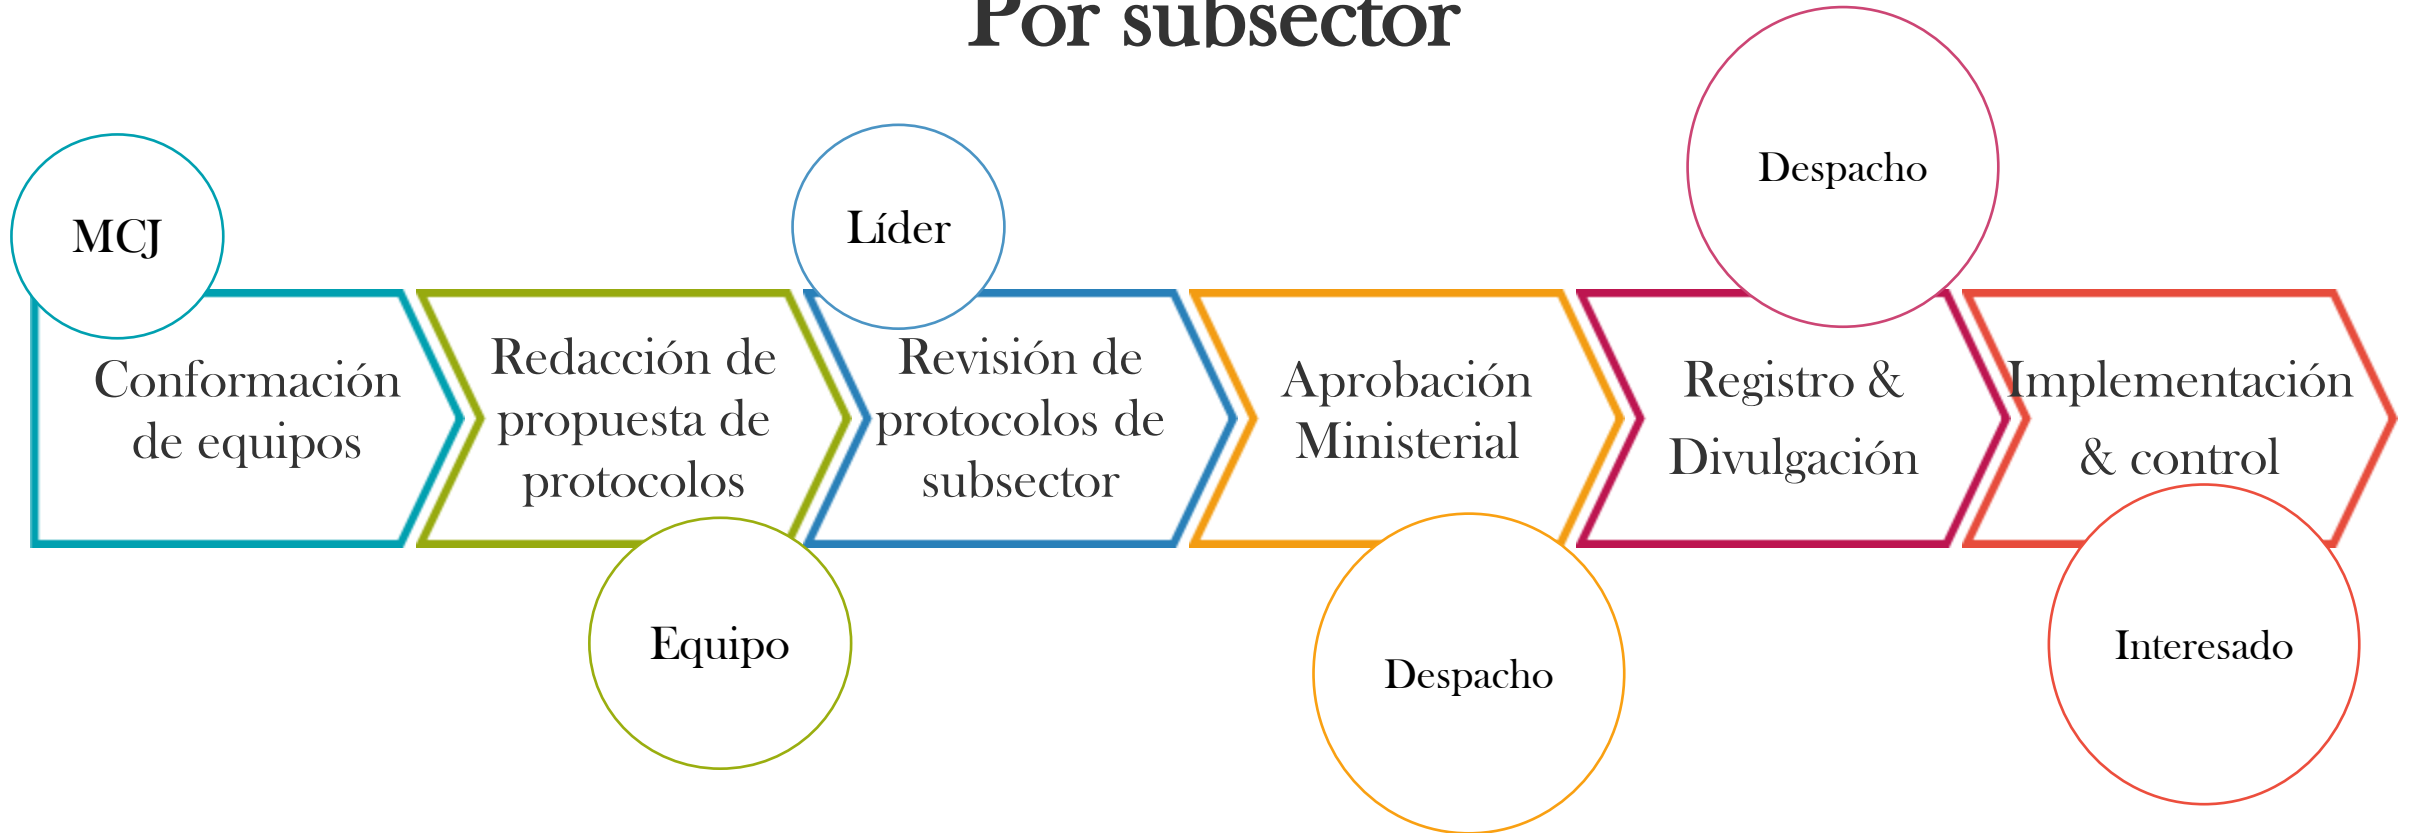 Por subsector
MCJ
Conformación
de equipos
Redacción de
propuesta de
protocolos
Equipo
Líder
Revisión de
protocolos de
subsector
Aprobación
Ministerial
Despacho
Despacho
Registro &
Divulgación
Implementación
& control
Interesado